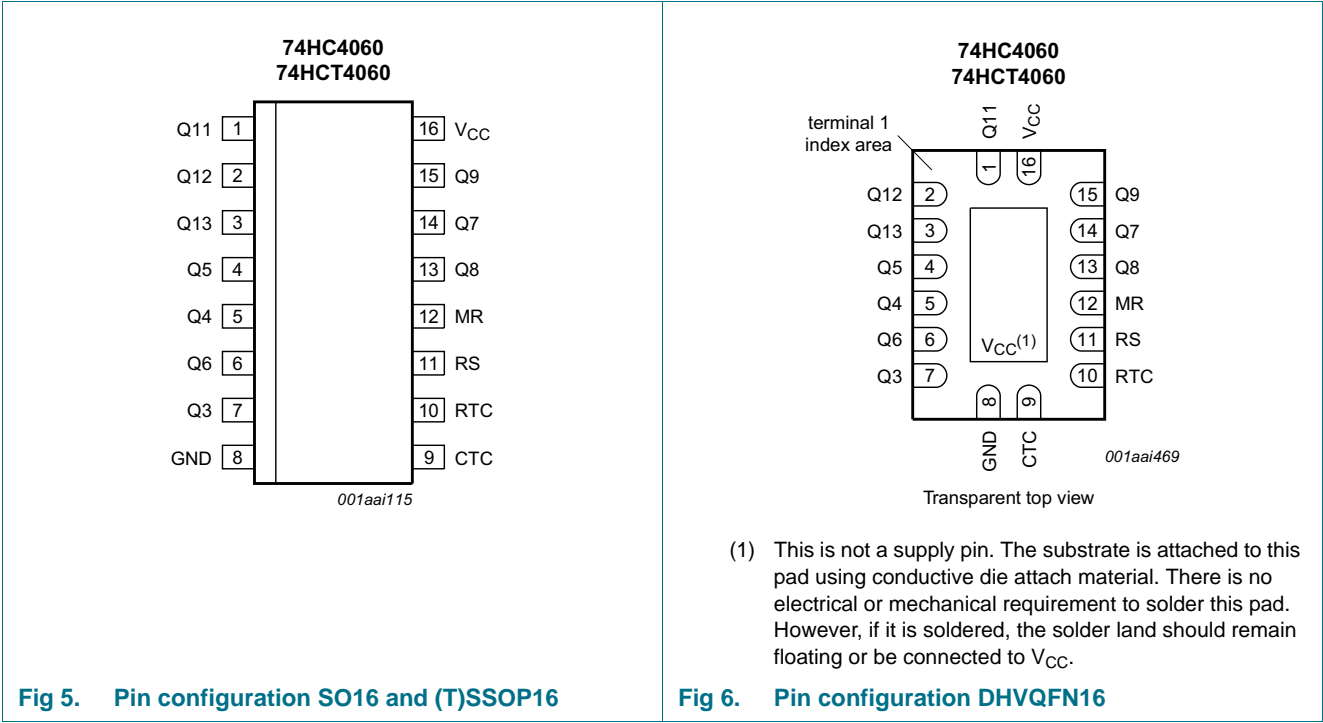 74HC4060
74HCT4060
Q11 1
16 VCC
Q12 2
15 Q9
Q13 3
14 Q7
Q5 4
13 Q8
Q4 5
12 MR
Q6 6
11 RS
Q3 7
10 RTC
GND 8
9 CTC
001aai115
Fig 5. Pin configuration SO16 and (T)SSOP16
74HC4060
74HCT4060
terminal 1
index area
Q11
VCC
1
16
Q12 2
15 Q9
Q13 3
14 Q7
Q5 4
13 Q8
Q4 5
12 MR
Q6 6
11 RS
VCC(1)
Q3 7
10 RTC
8
9
GND
CTC
001aai469
Transparent top view
(1) This is not a supply pin. The substrate is attached to this
pad using conductive die attach material. There is no
electrical or mechanical requirement to solder this pad.
However, if it is soldered, the solder land should remain
floating or be connected to VCC.
Fig 6. Pin configuration DHVQFN16